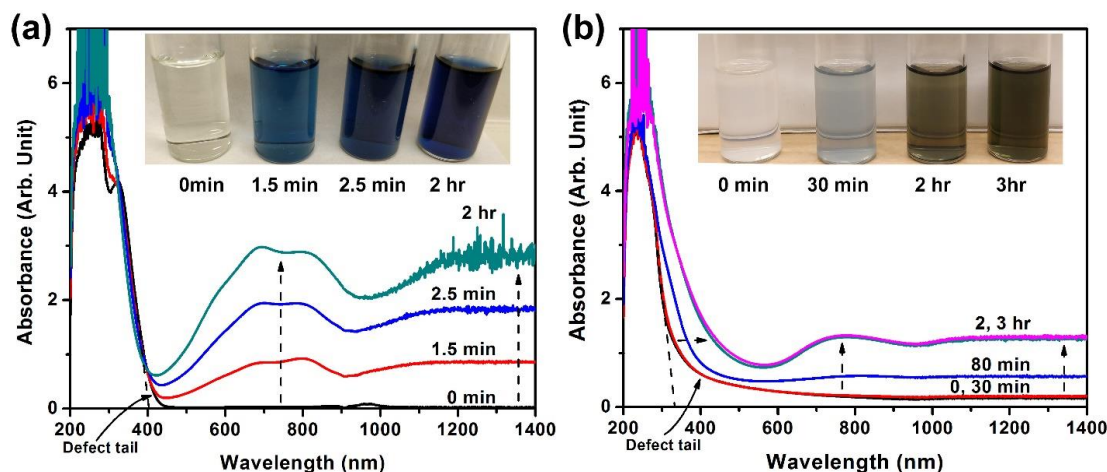 (a)
Absorbance (Arb. Unit)
6
4
2
0
0min 1.5 min 2.5 min 2 hr
2 hr
2.5 min
1.5 min
0 min
Defect tail
200 400 600 800 1000 1200 1400
Wavelength (nm)
(b)
Absorbance (Arb. Unit)
6
4
2
0
0 min 30 min 2 hr 3hr
2, 3 hr
80 min
0, 30 min
Defect tail
200 400 600 800 1000 1200 1400
Wavelength (nm)